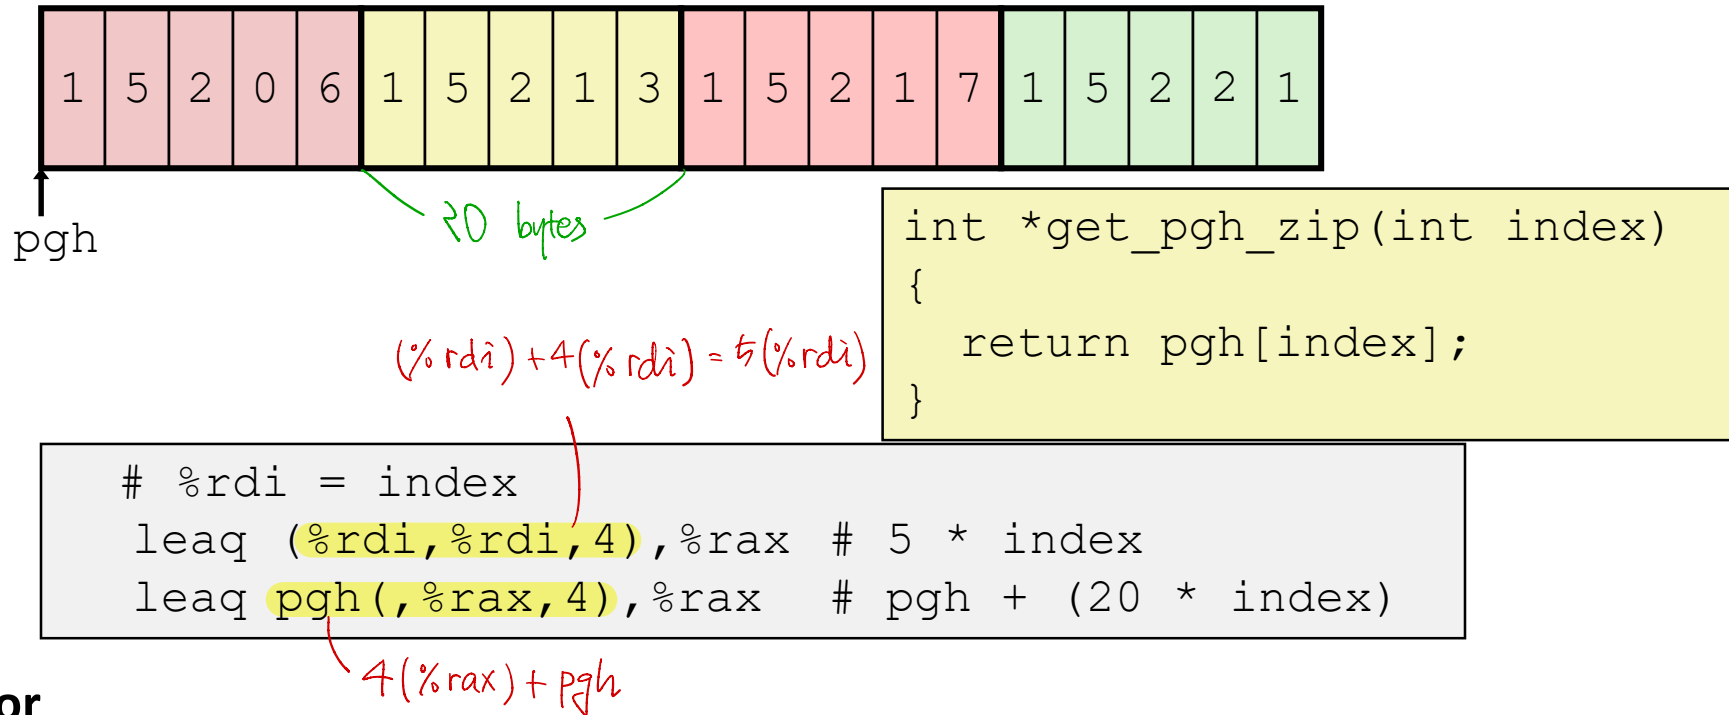 1 5 2 0 6 1 5 2 1 3 1 5 2 1 7 1 5 2 2 1
pgh
20 bytes
int *get_pgh_zip(int index)
{
return pgh[index];
}
(%rdi)+4(%rdi)=5(%rdi)
# %rdi = index
leaq (%rdi,%rdi,4),%rax # 5 * index
leaq pgh(,%rax,4),%rax # pgh + (20 * index)
4(%rax)+pgh
or